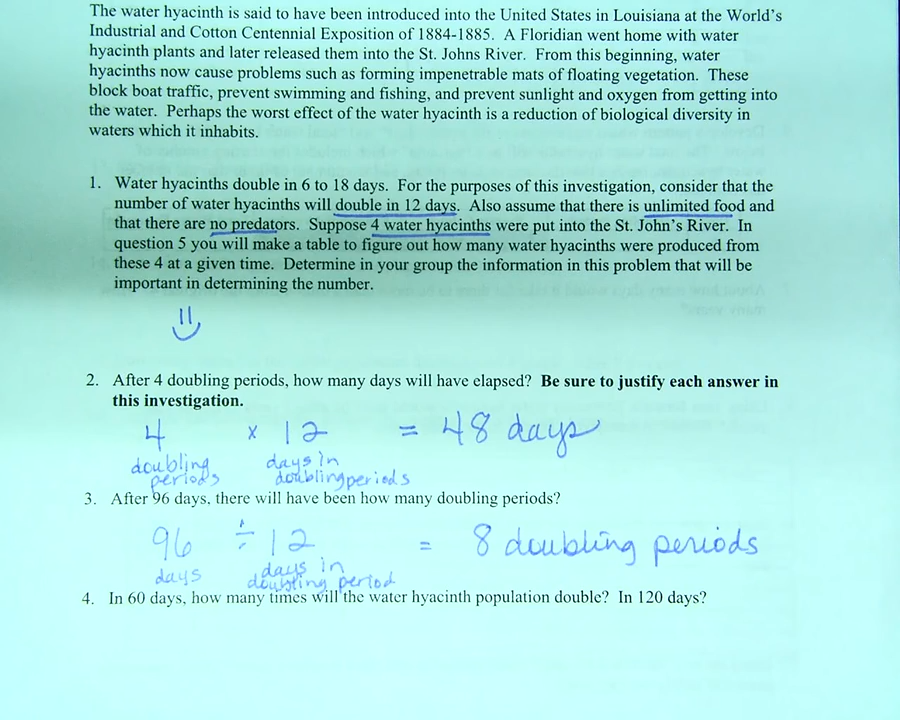 The water hyacinth is said to have been introduced into the United States in Louisiana at the World's
Industrial and Cotton Centennial Exposition of 1884-1885. A Floridian went home with water
hyacinth plants and later released them into the St. Johns River. From this beginning, water
hyacinths now cause problems such as forming impenetrable mats of floating vegetation. These
block boat traffic, prevent swimming and fishing, and prevent sunlight and oxygen from getting into
the water. Perhaps the worst effect of the water hyacinth is a reduction of biological diversity in
waters which it inhabits.
1. Water hyacinths double in 6 to 18 days. For the purposes of this investigation, consider that the
number of water hyacinths will double in 12 days. Also assume that there is unlimited food and
that there are no predators. Suppose 4 water hyacinths were put into the St. John's River. In
question 5 you will make a table to figure out how many water hyacinths were produced from
these 4 at a given time. Determine in your group the information in this problem that will be
important in determining the number.
2. After 4 doubling periods, how many days will have elapsed? Be sure to justify each answer in
this investigation.
4 x 12 = 48 days
doubling days in
periods doubling periods
3. After 96 days, there will have been how many doubling periods?
96 ÷ 12 = 8 doubling periods
days days in
doubling period
4. In 60 days, how many times will the water hyacinth population double? In 120 days?